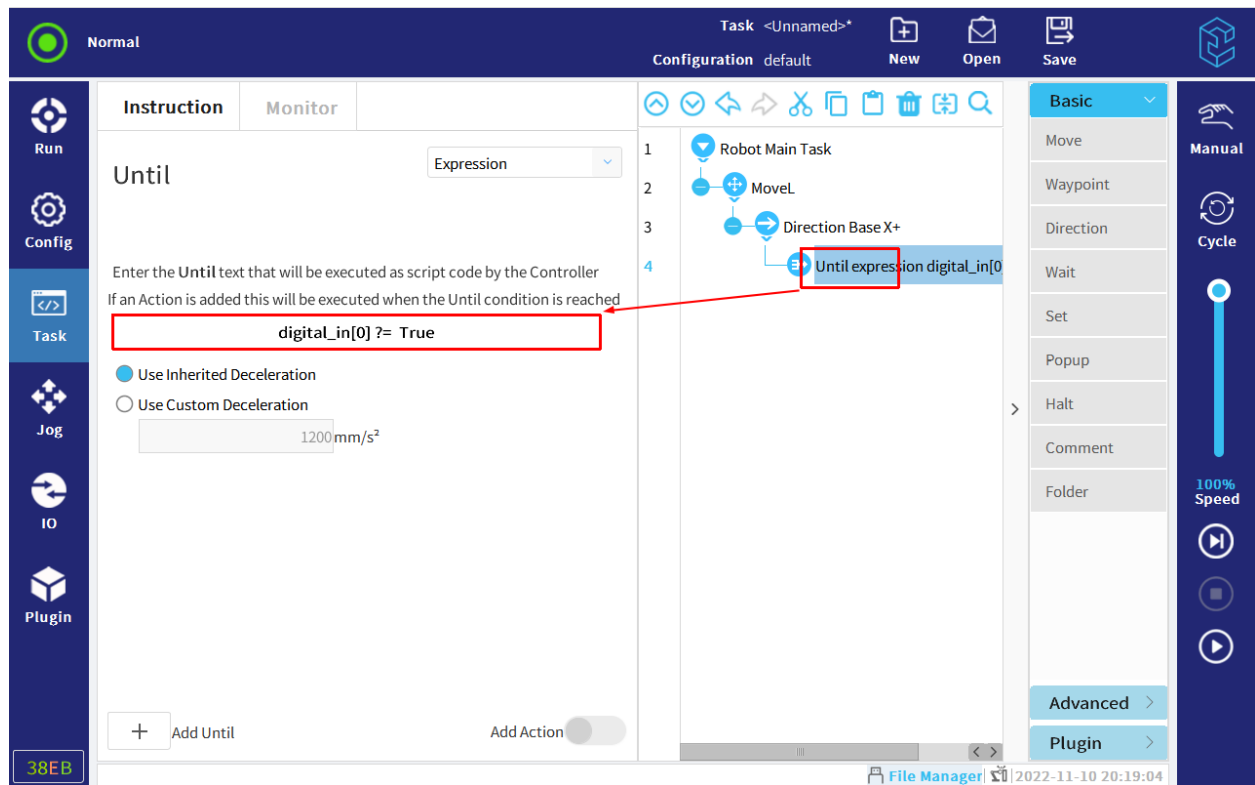 Normal
Task <Unnamed>*
Configuration default
New
Open
Save
Run
Config
Task
Jog
IO
Plugin
38EB
Instruction
Monitor
Until
Expression
Enter the Until text that will be executed as script code by the Controller
If an Action is added this will be executed when the Until condition is reached
digital_in[0] ?= True
Use Inherited Deceleration
Use Custom Deceleration
1200 mm/s²
+ Add Until
Add Action
1 Robot Main Task
2 MoveL
3 Direction Base X+
4 Until expression digital_in[0
Basic
Move
Waypoint
Direction
Wait
Set
Popup
Halt
Comment
Folder
Advanced
Plugin
Manual
Cycle
100%
Speed
File Manager
2022-11-10 20:19:04